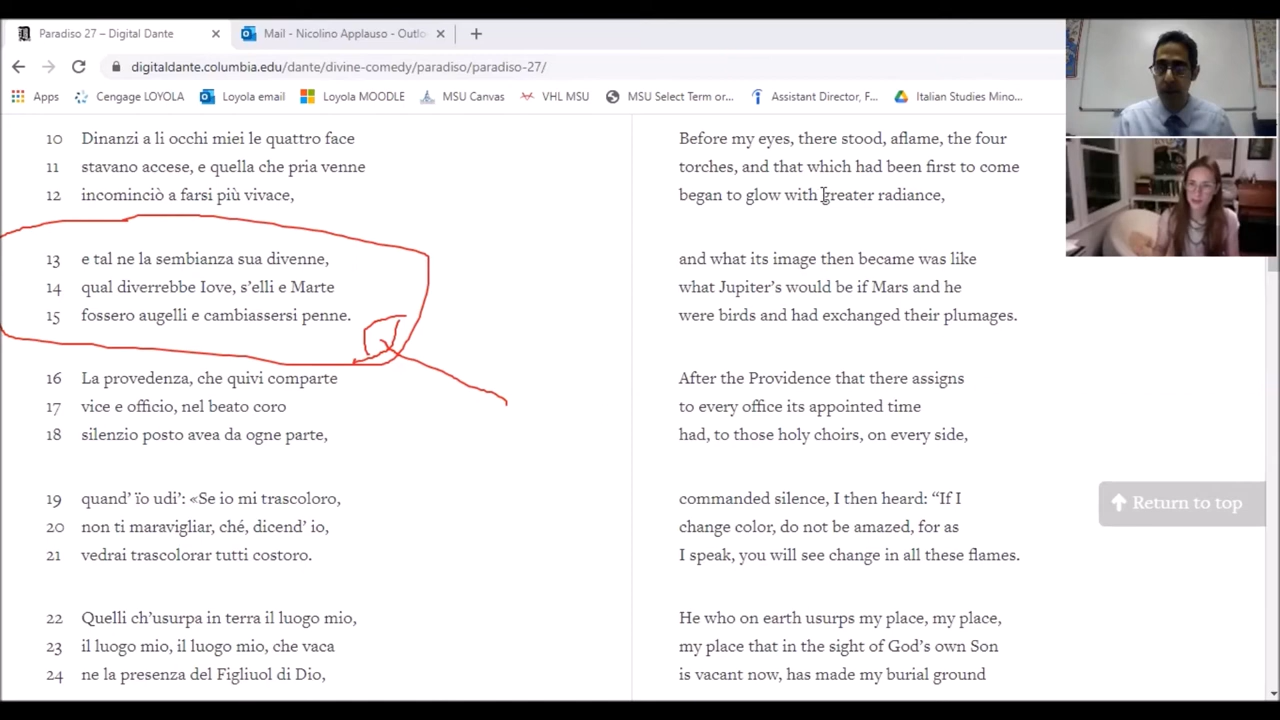 Paradiso 27 – Digital Dante
Mail - Nicolino Applauso - Outlo
digitaldante.columbia.edu/dante/divine-comedy/paradiso/paradiso-27/
Apps Cengage LOYOLA Loyola email Loyola MOODLE MSU Canvas VHL MSU MSU Select Term or... Assistant Director, F... Italian Studies Mino...
10 Dinanzi a li occhi miei le quattro face
11 stavano accese, e quella che pria venne
12 incominciò a farsi più vivace,
13 e tal ne la sembianza sua divenne,
14 qual diverrebbe Iove, s'elli e Marte
15 fossero augelli e cambiassersi penne.
16 La provedenza, che quivi comparte
17 vice e officio, nel beato coro
18 silenzio posto avea da ogne parte,
19 quand' ïo udi': «Se io mi trascoloro,
20 non ti maravigliar, ché, dicend' io,
21 vedrai trascolorar tutti costoro.
22 Quelli ch'usurpa in terra il luogo mio,
23 il luogo mio, il luogo mio, che vaca
24 ne la presenza del Figliuol di Dio,
Before my eyes, there stood, aflame, the four
torches, and that which had been first to come
began to glow with greater radiance,
and what its image then became was like
what Jupiter's would be if Mars and he
were birds and had exchanged their plumages.
After the Providence that there assigns
to every office its appointed time
had, to those holy choirs, on every side,
commanded silence, I then heard: “If I
change color, do not be amazed, for as
I speak, you will see change in all these flames.
He who on earth usurps my place, my place,
my place that in the sight of God's own Son
is vacant now, has made my burial ground
Return to top